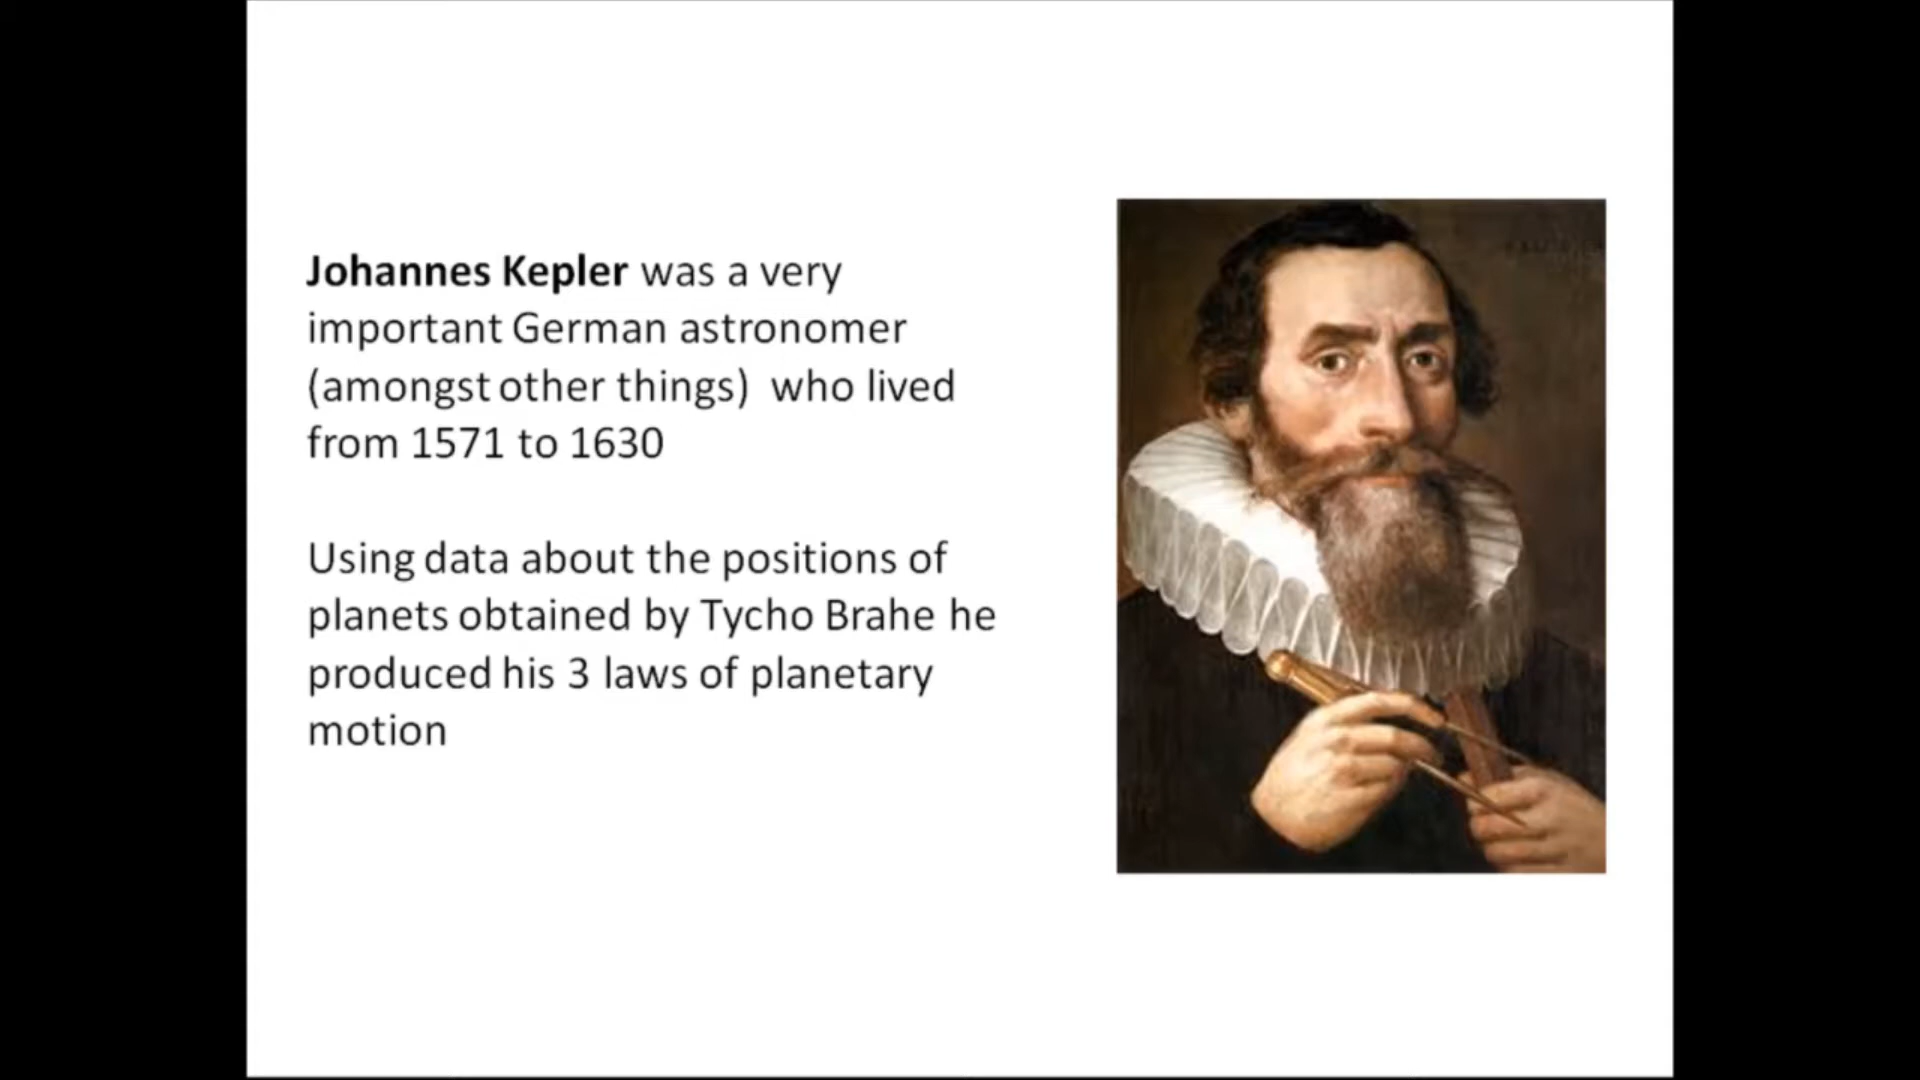 Johannes Kepler was a very
important German astronomer
(amongst other things)  who lived
from 1571 to 1630
Using data about the positions of
planets obtained by Tycho Brahe he
produced his 3 laws of planetary
motion